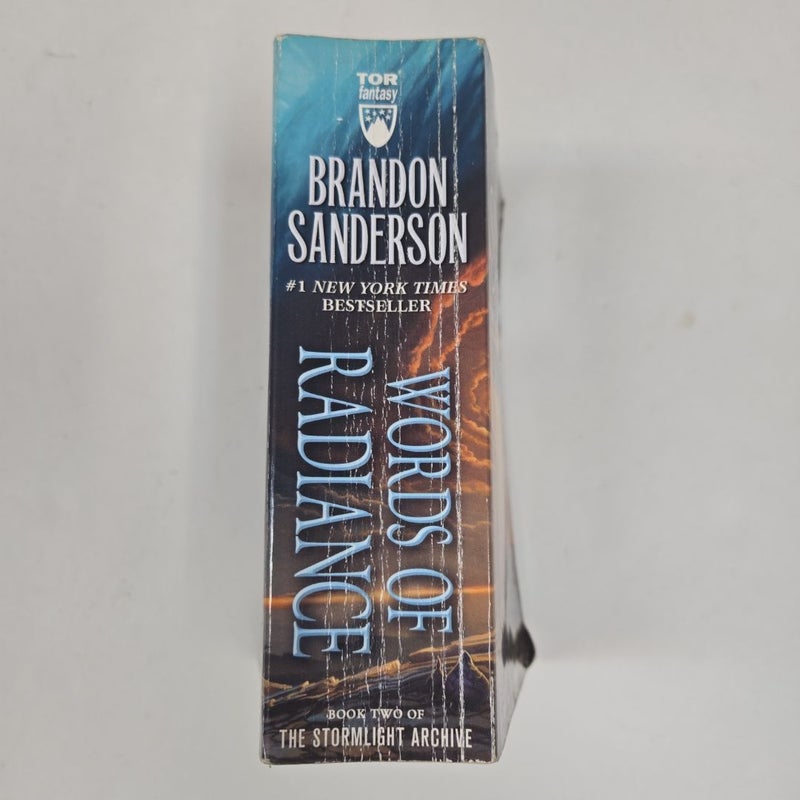 TOR
fantasy
BRANDON
SANDERSON
#1 NEW YORK TIMES
BESTSELLER
WORDS OF
RADIANCE
BOOK TWO OF
THE STORMLIGHT ARCHIVE